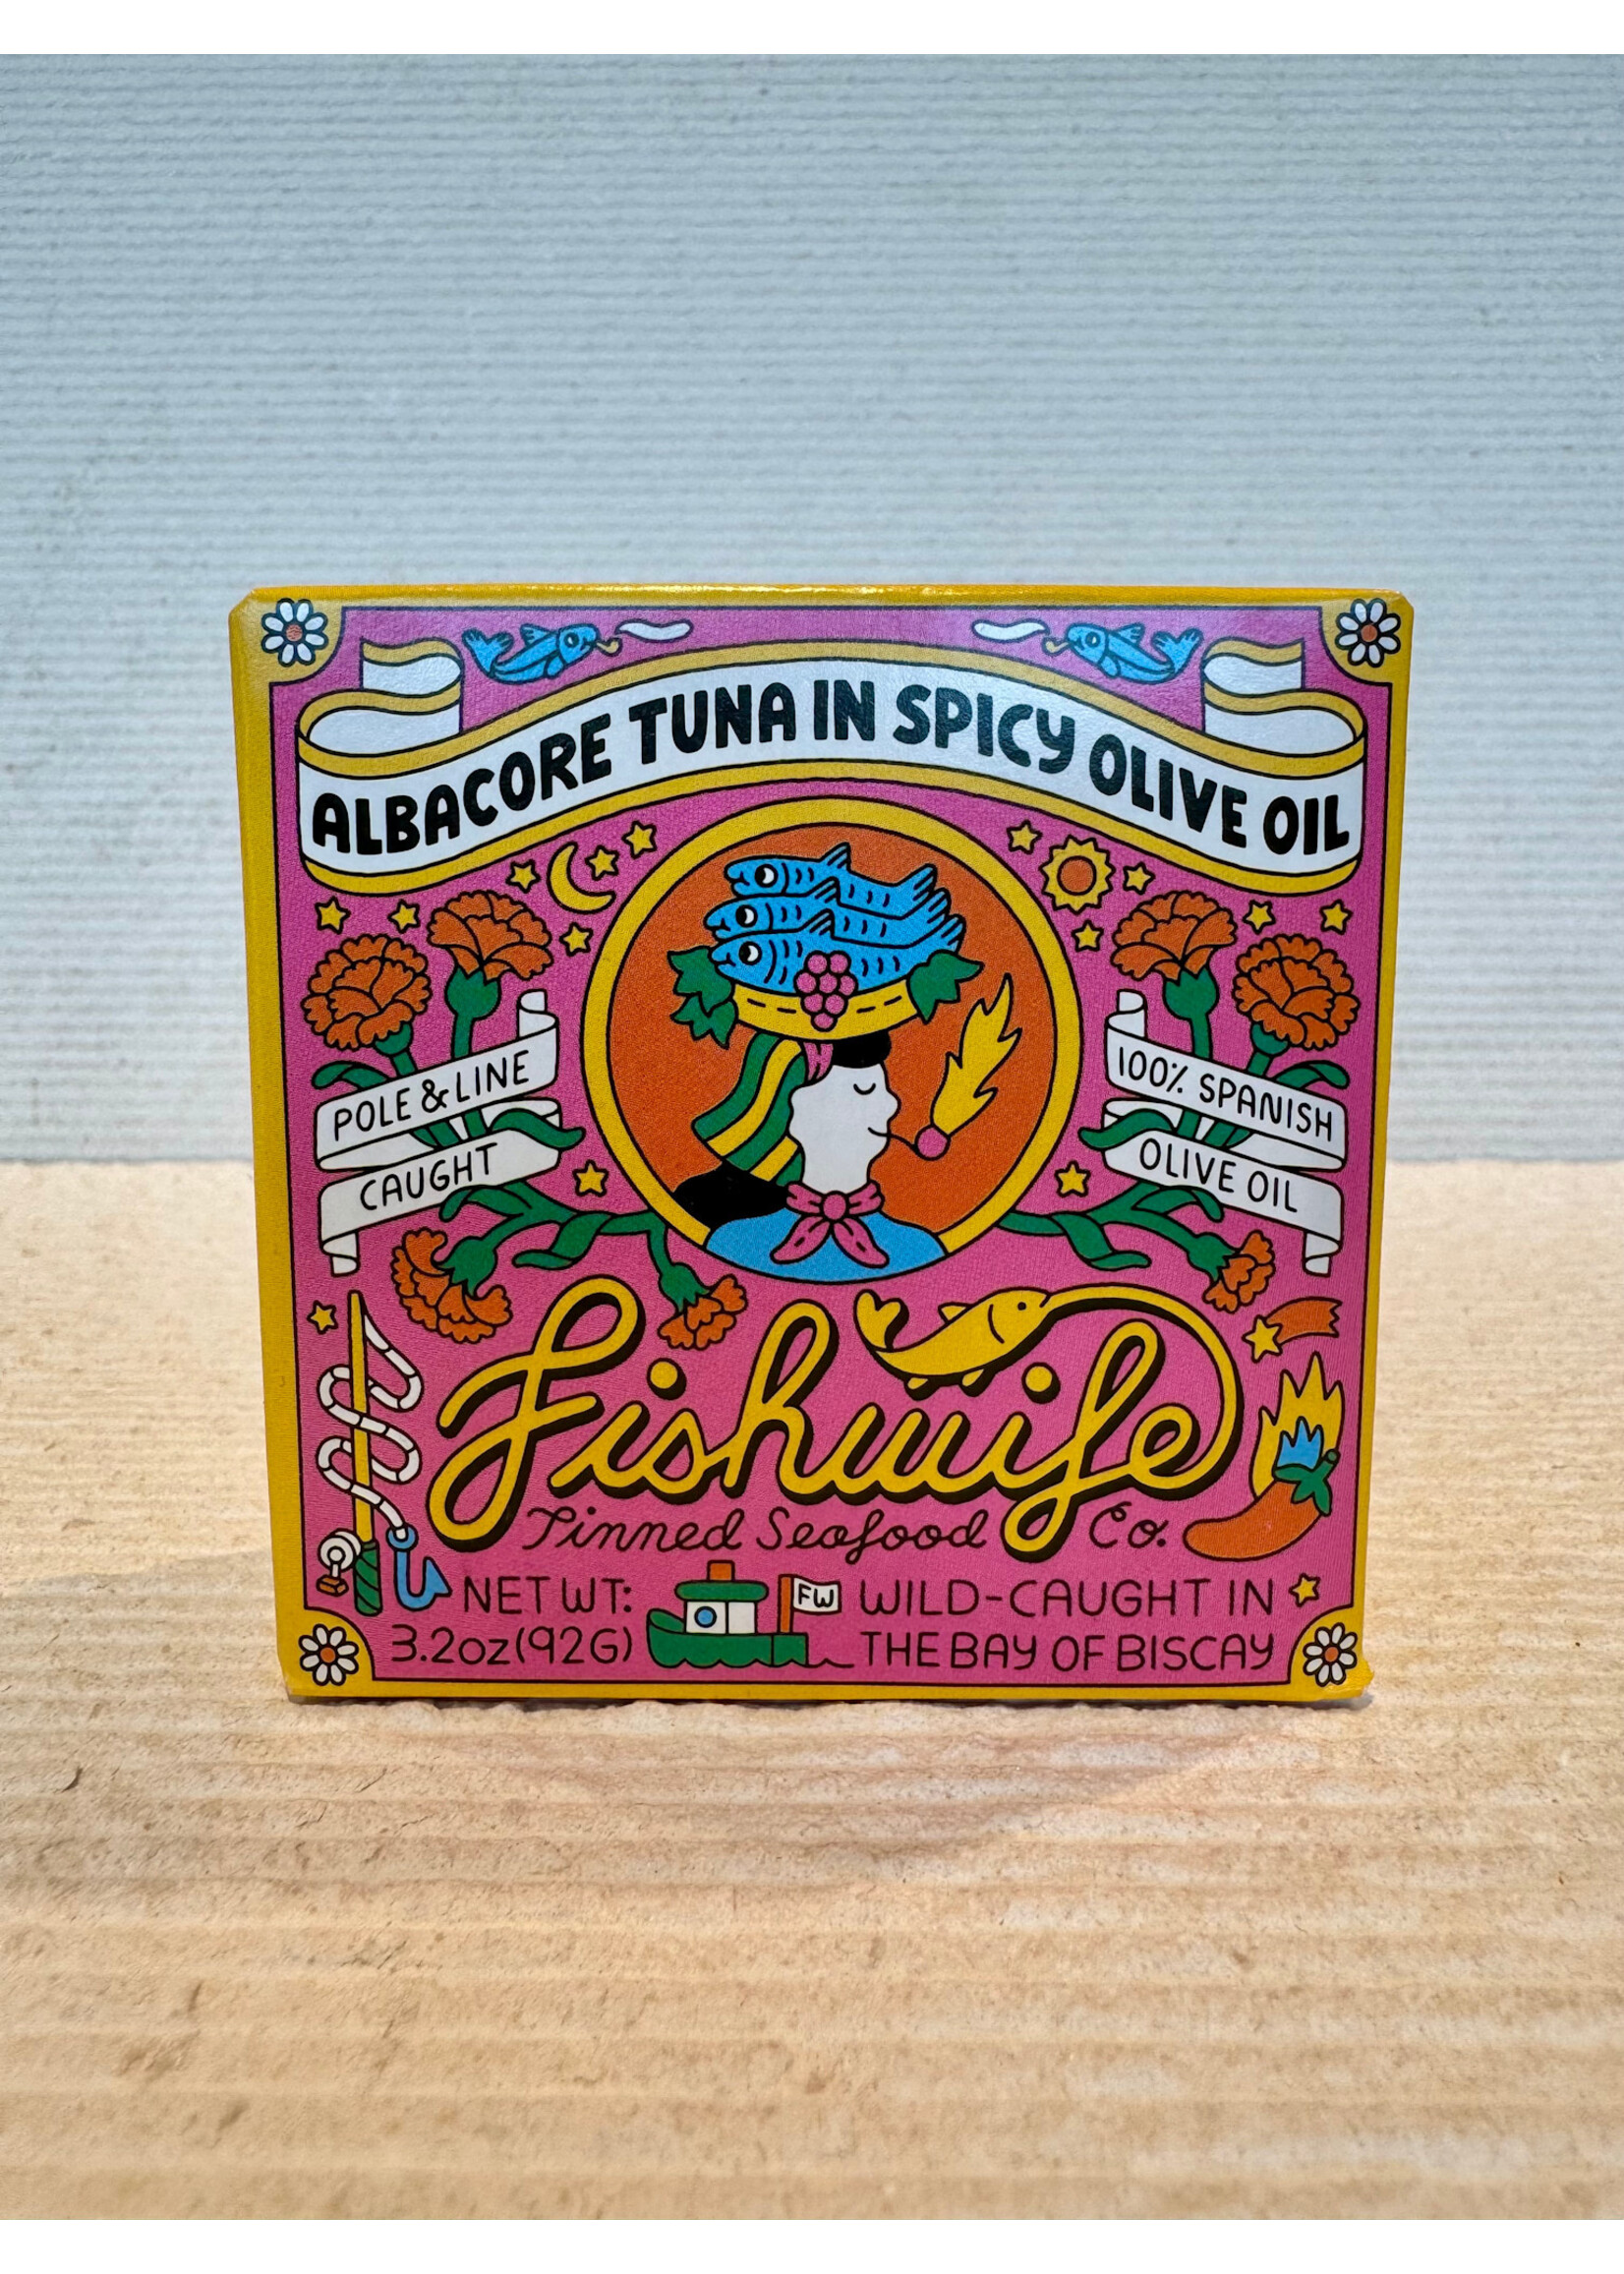 ALBACORE TUNA IN SPICY OLIVE OIL
POLE & LINE
CAUGHT
100% SPANISH
OLIVE OIL
Fishwife
Tinned Seafood Co.
NET WT:
3.2oz(92G)
FW
WILD-CAUGHT IN
THE BAY OF BISCAY